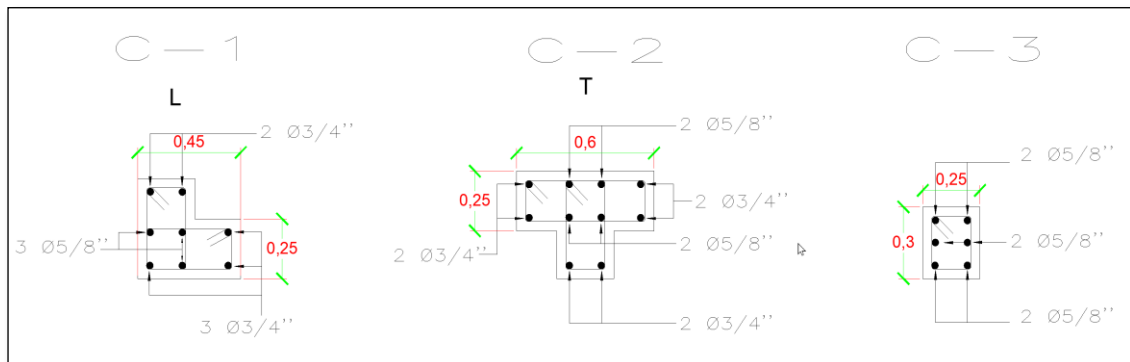 C-1
L
2 Ø3/4''
0,45
3 Ø5/8''
0,25
3 Ø3/4''
C-2
T
2 Ø5/8''
0,6
0,25
2 Ø3/4''
2 Ø5/8''
2 Ø3/4''
2 Ø3/4''
C-3
2 Ø5/8''
0,25
0,3
2 Ø5/8''
2 Ø5/8''